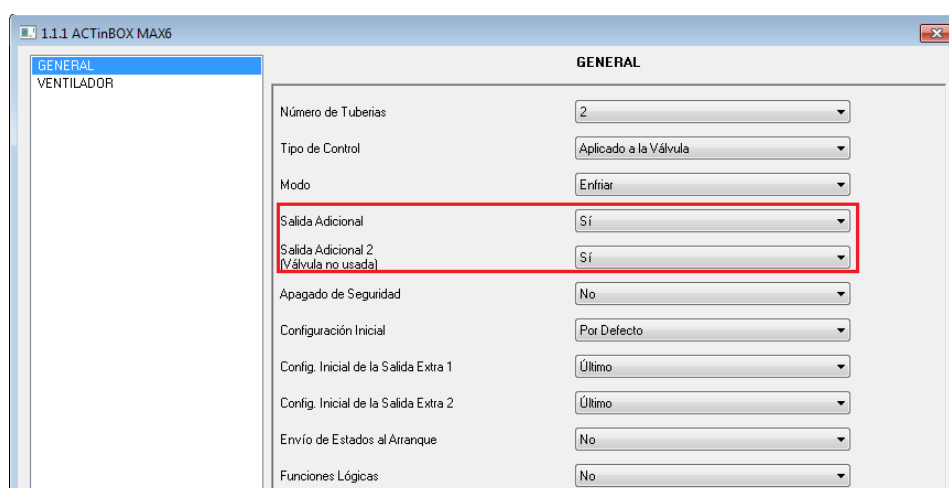 1.1.1 ACTinBOX MAX6
GENERAL
VENTILADOR
GENERAL
Número de Tuberias 2
Tipo de Control Aplicado a la Válvula
Modo Enfriar
Salida Adicional Sí
Salida Adicional 2
(Válvula no usada) Sí
Apagado de Seguridad No
Configuración Inicial Por Defecto
Config. Inicial de la Salida Extra 1 Último
Config. Inicial de la Salida Extra 2 Último
Envío de Estados al Arranque No
Funciones Lógicas No